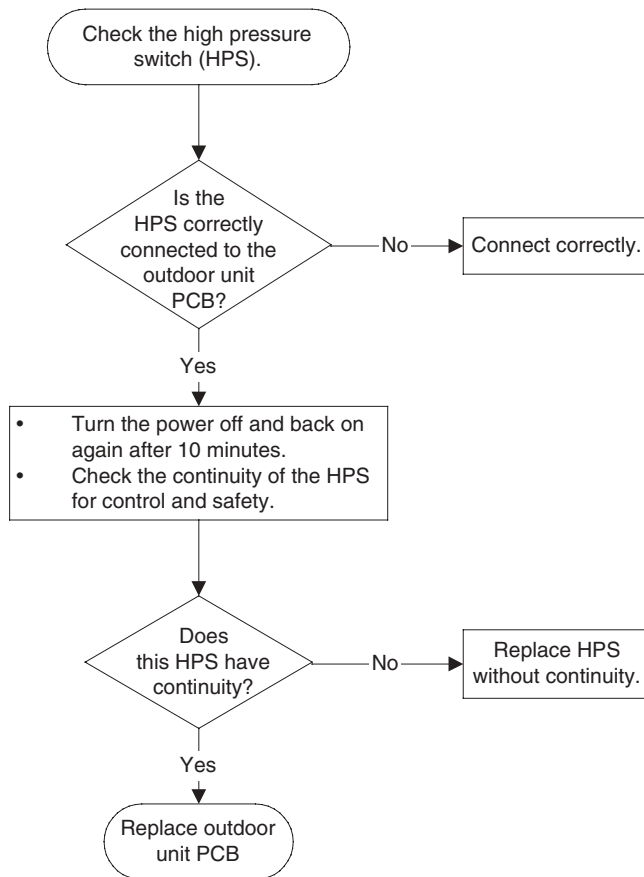 Check the high pressure
switch (HPS).
Is the
HPS correctly
connected to the
outdoor unit
PCB?
No
Connect correctly.
Yes
• Turn the power off and back on
again after 10 minutes.
• Check the continuity of the HPS
for control and safety.
Does
this HPS have
continuity?
No
Replace HPS
without continuity.
Yes
Replace outdoor
unit PCB